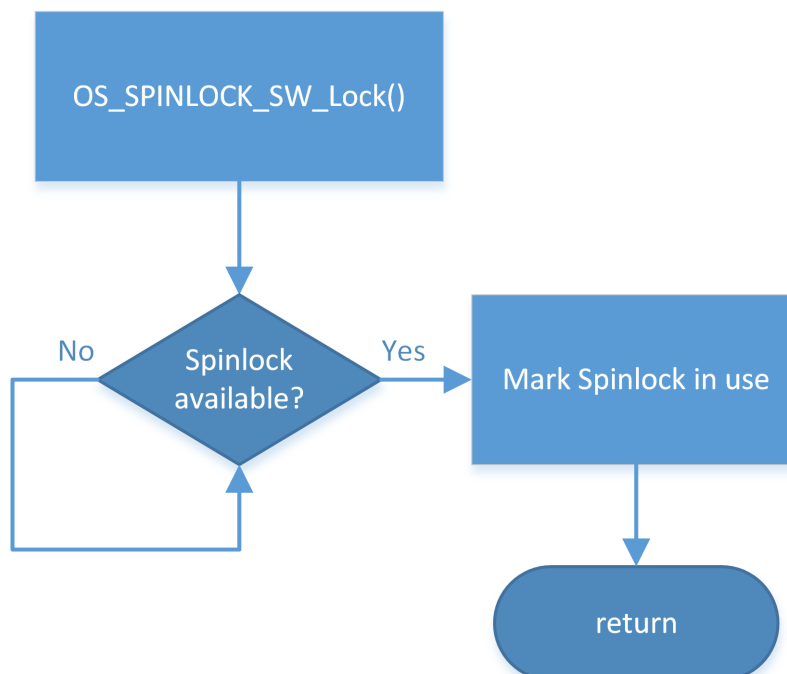 OS_SPINLOCK_SW_Lock()
No
Spinlock
available?
Yes
Mark Spinlock in use
return